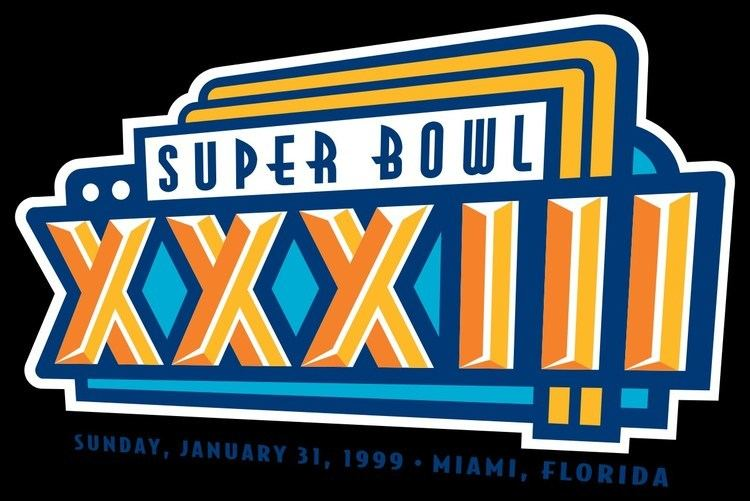 SUPER BOWL
XXXIII
SUNDAY, JANUARY 31, 1999 • MIAMI, FLORIDA